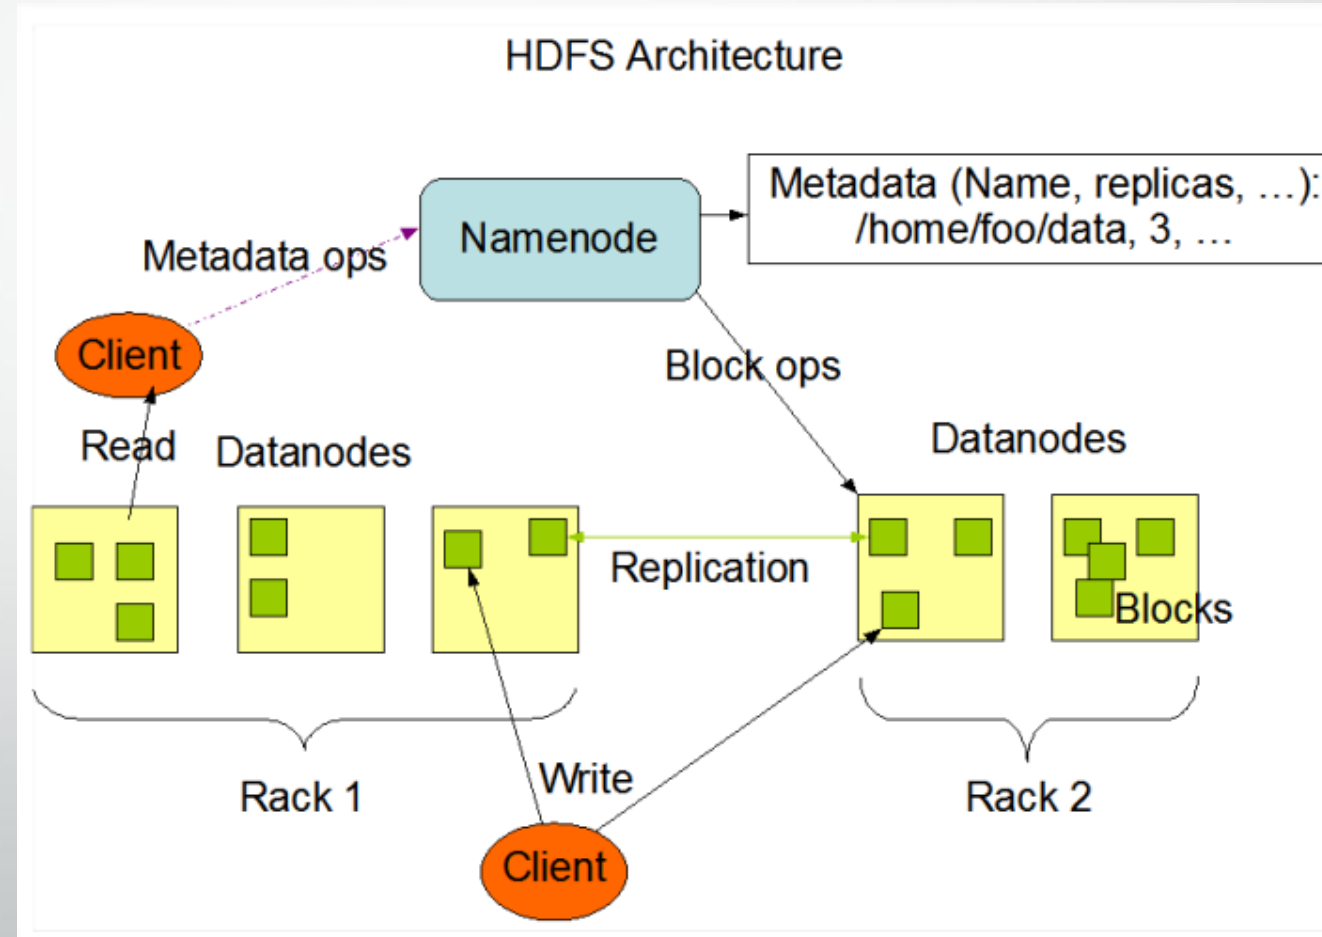 HDFS Architecture
Metadata (Name, replicas, …):
/home/foo/data, 3, …
Namenode
Metadata ops
Client
Block ops
Read
Datanodes
Datanodes
Replication
Blocks
Rack 1
Write
Rack 2
Client